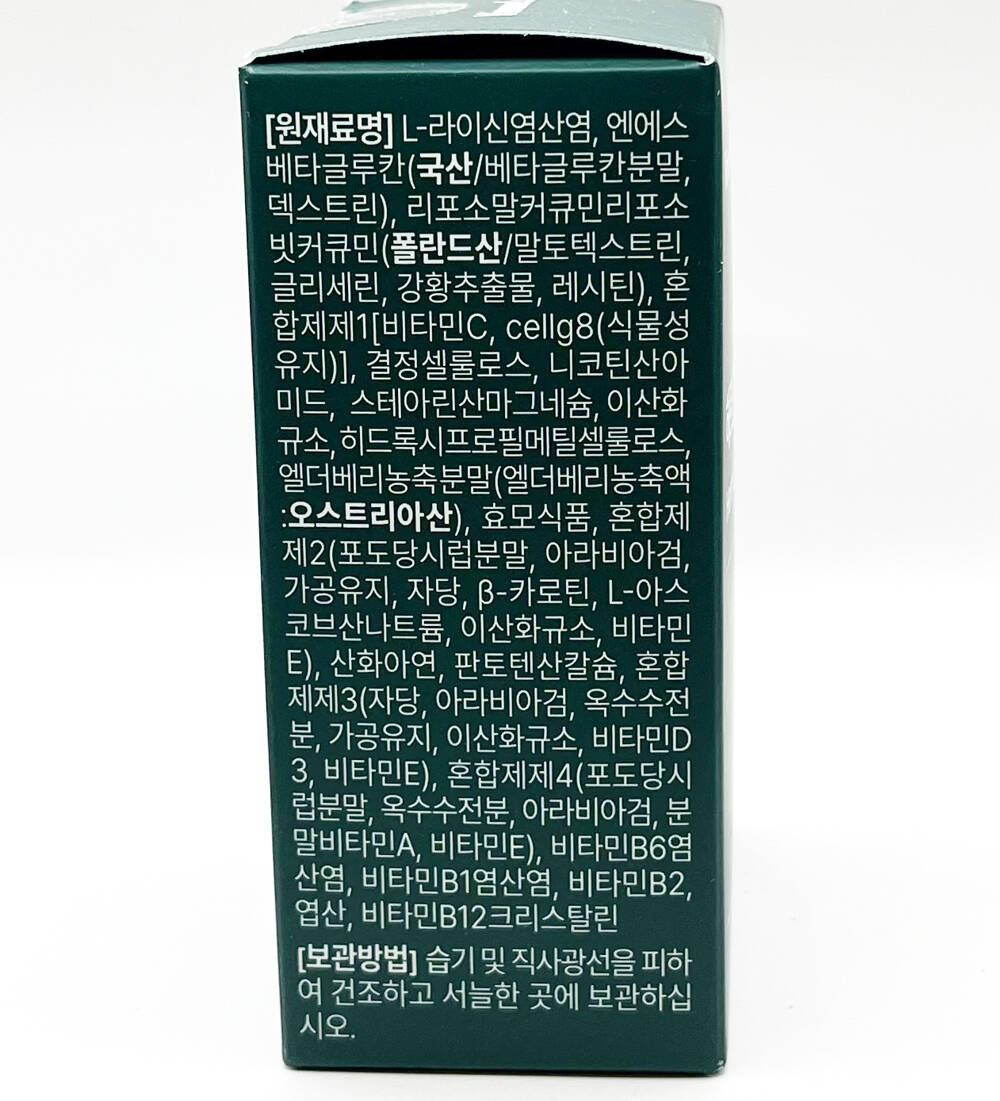 [원재료명] L-라이신염산염, 엔에스
베타글루칸(국산/베타글루칸분말,
덱스트린), 리포소말커큐민리포소
빗커큐민(폴란드산/말토텍스트린,
글리세린, 강황추출물, 레시틴), 혼
합제제1[비타민C, cellg8(식물성
유지)], 결정셀룰로스, 니코틴산아
미드, 스테아린산마그네슘, 이산화
규소, 히드록시프로필메틸셀룰로스,
엘더베리농축분말(엘더베리농축액
:오스트리아산), 효모식품, 혼합제
제2(포도당시럽분말, 아라비아검,
가공유지, 자당, β-카로틴, L-아스
코브산나트륨, 이산화규소, 비타민
E), 산화아연, 판토텐산칼슘, 혼합
제제3(자당, 아라비아검, 옥수수전
분, 가공유지, 이산화규소, 비타민D
3, 비타민E), 혼합제제4(포도당시
럽분말, 옥수수전분, 아라비아검, 분
말비타민A, 비타민E), 비타민B6염
산염, 비타민B1염산염, 비타민B2,
엽산, 비타민B12크리스탈린
[보관방법] 습기 및 직사광선을 피하
여 건조하고 서늘한 곳에 보관하십
시오.